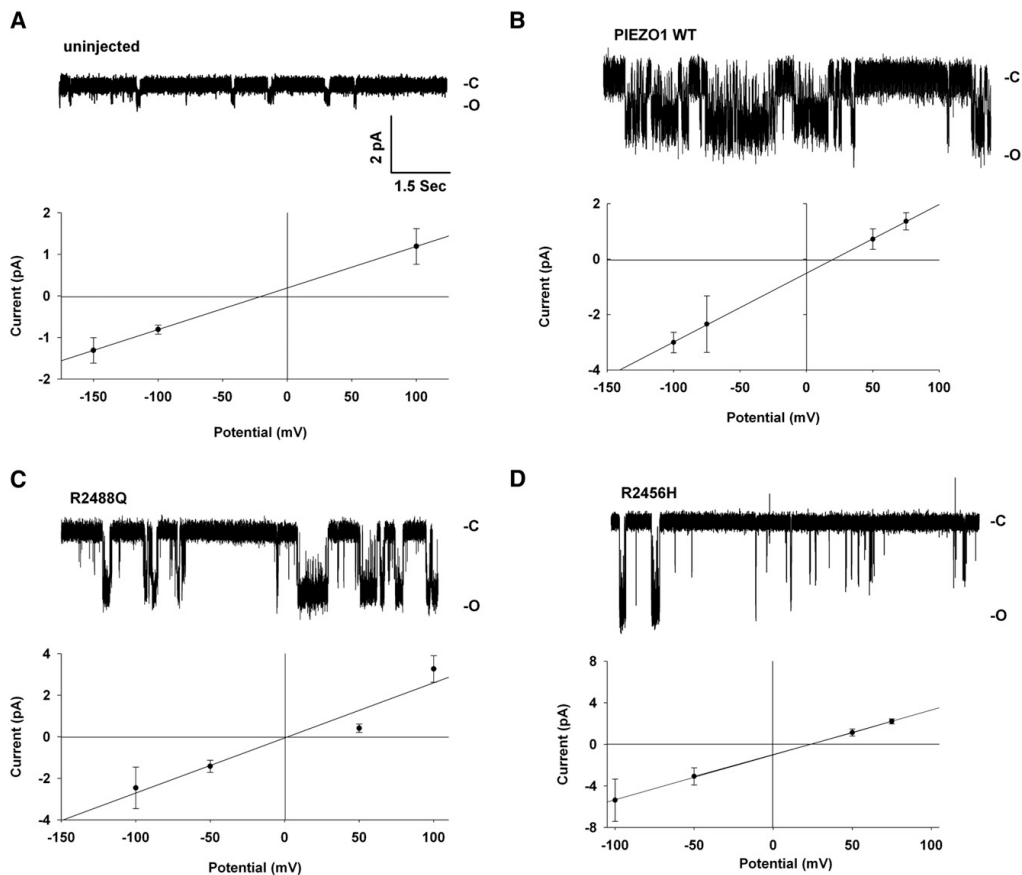 A
uninjected
-C
-O
2 pA
1.5 Sec
2
1
0
-1
-2
Current (pA)
-150 -100 -50 0 50 100
Potential (mV)
B
PIEZO1 WT
-C
-O
2
0
-2
-4
Current (pA)
-150 -100 -50 0 50 100
Potential (mV)
C
R2488Q
-C
-O
4
2
0
-2
-4
Current (pA)
-150 -100 -50 0 50 100
Potential (mV)
D
R2456H
-C
-O
8
4
0
-4
-8
Current (pA)
-100 -50 0 50 100
Potential (mV)